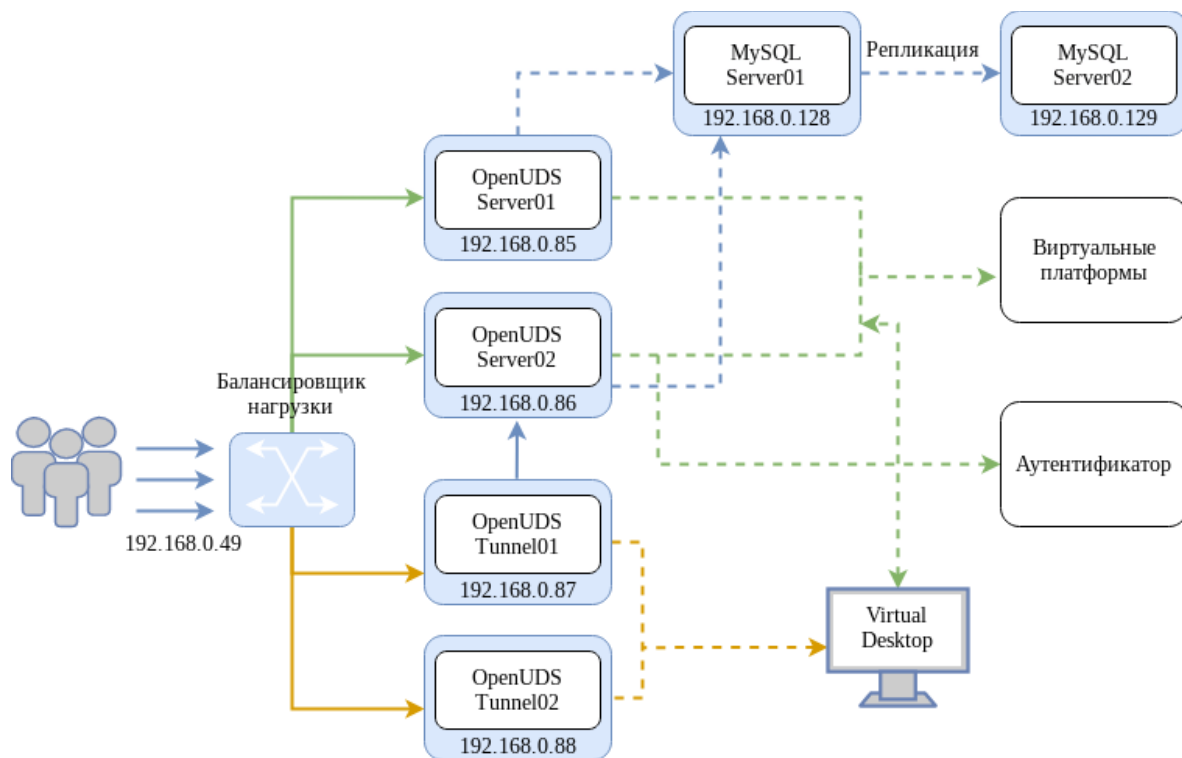 MySQL
Server01
192.168.0.128
Репликация
MySQL
Server02
192.168.0.129
OpenUDS
Server01
192.168.0.85
Виртуальные
платформы
OpenUDS
Server02
192.168.0.86
Балансировщик
нагрузки
192.168.0.49
Аутентификатор
OpenUDS
Tunnel01
192.168.0.87
Virtual
Desktop
OpenUDS
Tunnel02
192.168.0.88